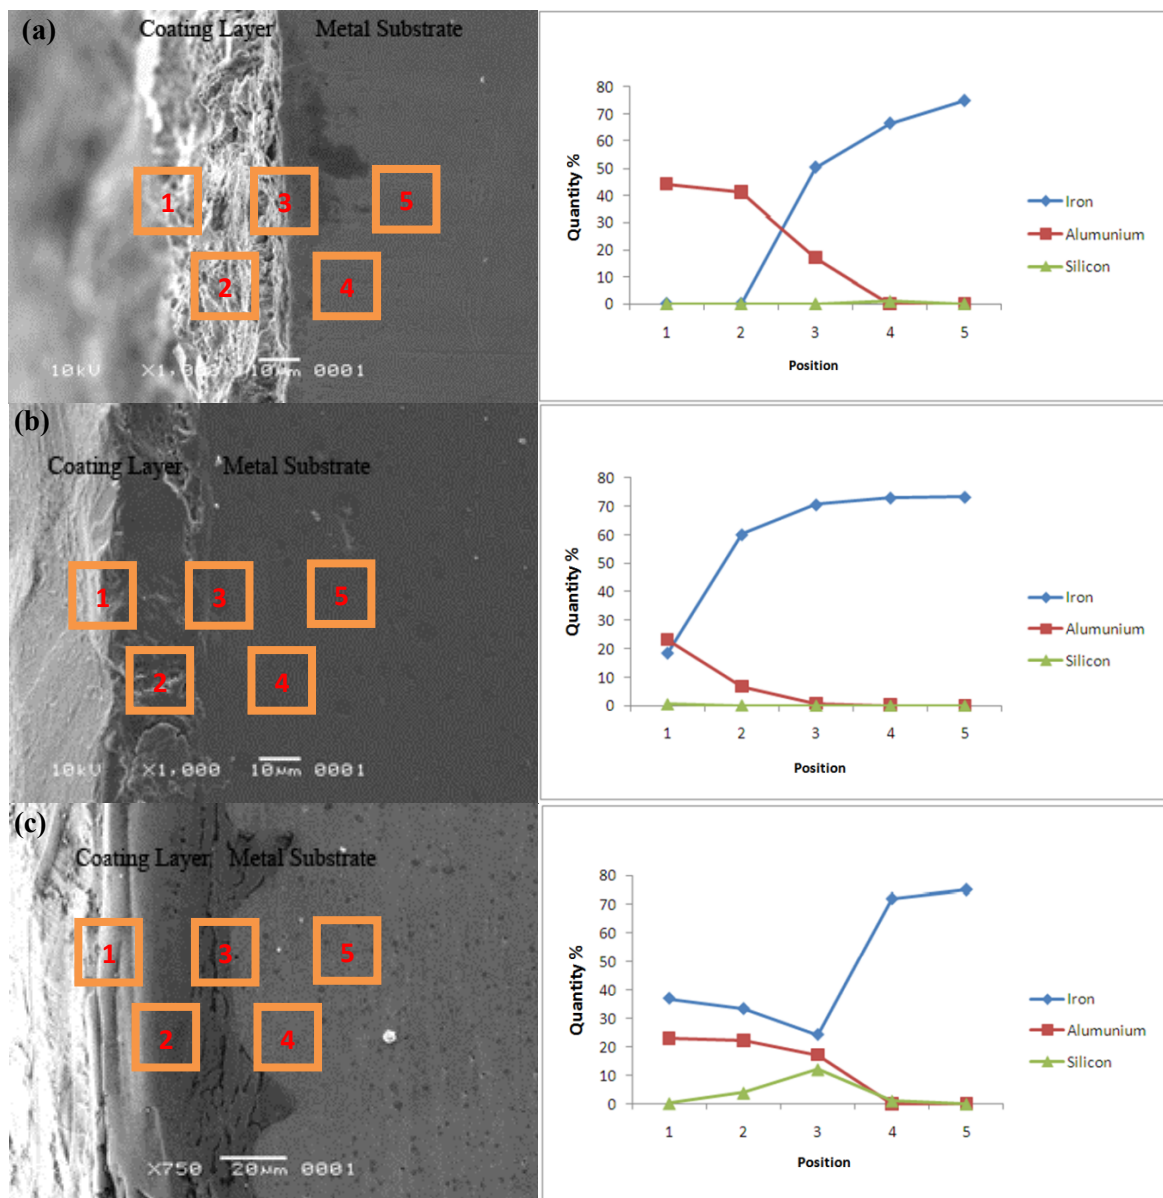 (a)
Coating Layer Metal Substrate
1
3
5
2
4
10kV X1,000 10μm 0001
80
70
60
50
40
30
20
10
0
Quantity %
1 2 3 4 5
Position
Iron
Alumunium
Silicon
(b)
Coating Layer Metal Substrate
1
3
5
2
4
10kV X1,000 10μm 0001
80
70
60
50
40
30
20
10
0
Quantity %
1 2 3 4 5
Position
Iron
Alumunium
Silicon
(c)
Coating Layer Metal Substrate
1
3
5
2
4
X750 20μm 0001
80
70
60
50
40
30
20
10
0
Quantity %
1 2 3 4 5
Position
Iron
Alumunium
Silicon